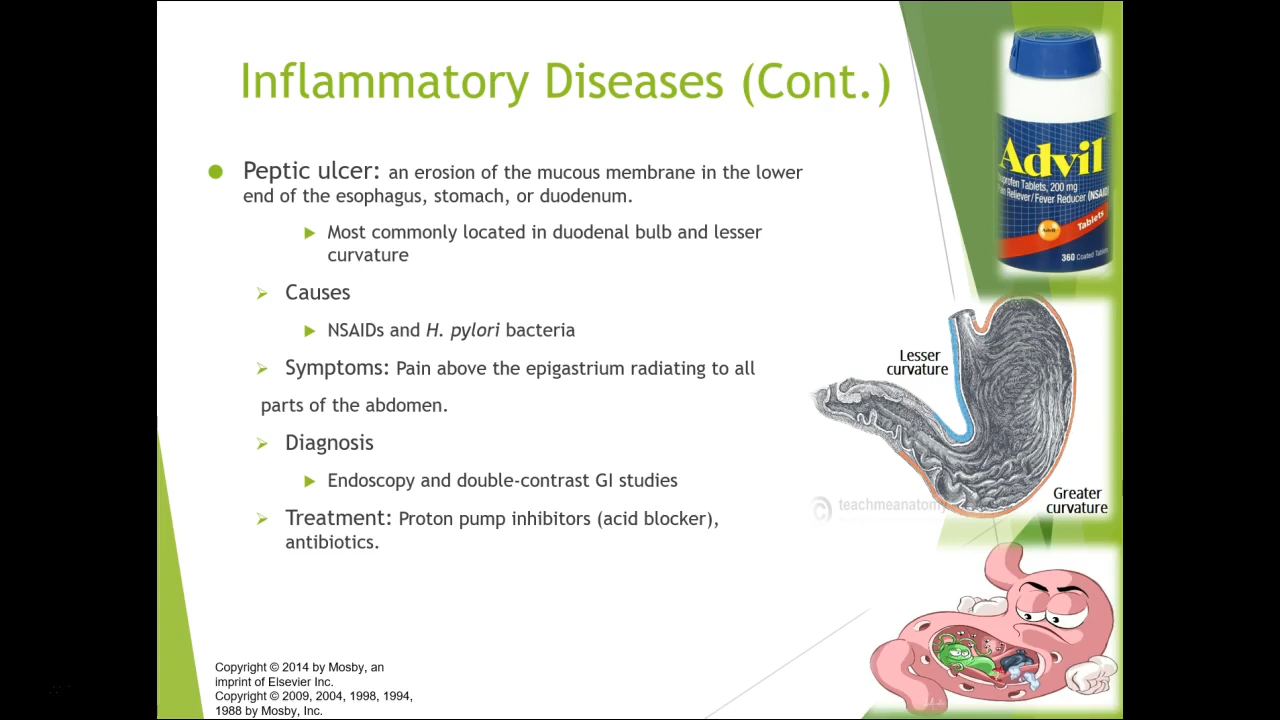 Inflammatory Diseases (Cont.)
Peptic ulcer: an erosion of the mucous membrane in the lower
end of the esophagus, stomach, or duodenum.
Most commonly located in duodenal bulb and lesser
curvature
Causes
NSAIDs and H. pylori bacteria
Symptoms: Pain above the epigastrium radiating to all
parts of the abdomen.
Diagnosis
Endoscopy and double-contrast GI studies
Treatment: Proton pump inhibitors (acid blocker),
antibiotics.
Copyright © 2014 by Mosby, an
imprint of Elsevier Inc.
Copyright © 2009, 2004, 1998, 1994,
1988 by Mosby, Inc.
Advil
Tablets, 200 mg
Reliever/Fever Reducer (NSAID)
Advil
Tablets
360 Coated
Lesser
curvature
Greater
curvature
© teachmeanatomy